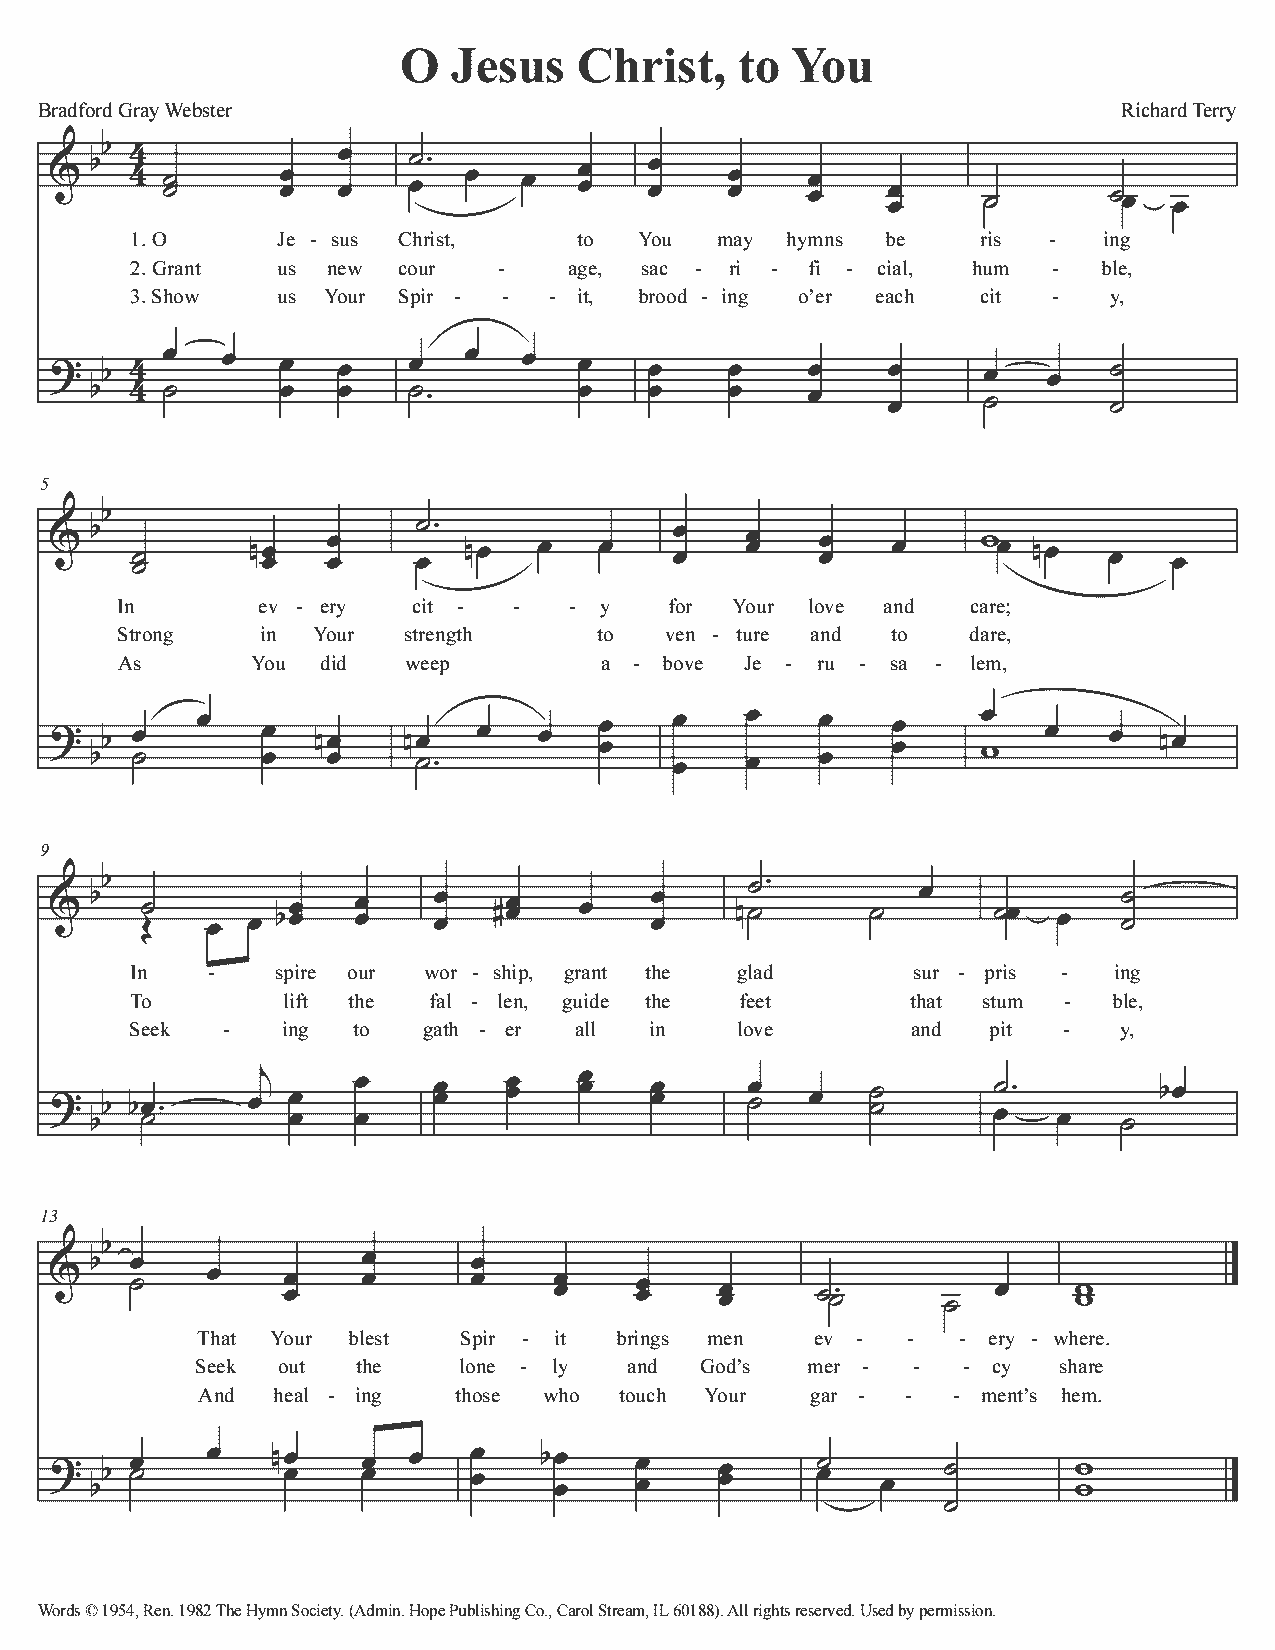 O Jesus Christ, to You
Bradford Gray Webster Richard Terry
1. O Je - sus Christ, to You may hymns be ris - ing
2. Grant us new cour - age, sac - ri - fi - cial, hum - ble,
3. Show us Your Spir - - - it, brood - ing o’er each cit - y,
5
In ev - ery cit - - - y for Your love and care;
Strong in Your strength to ven - ture and to dare,
As You did weep a - bove Je - ru - sa - lem,
9
In - spire our wor - ship, grant the glad sur - pris - ing
To lift the fal - len, guide the feet that stum - ble,
Seek - ing to gath - er all in love and pit - y,
13
That Your blest Spir - it brings men ev - - - ery - where.
Seek out the lone - ly and God’s mer - - - cy share
And heal - ing those who touch Your gar - - - ment’s hem.
Words © 1954, Ren. 1982 The Hymn Society. (Admin. Hope Publishing Co., Carol Stream, IL 60188). All rights reserved. Used by permission.